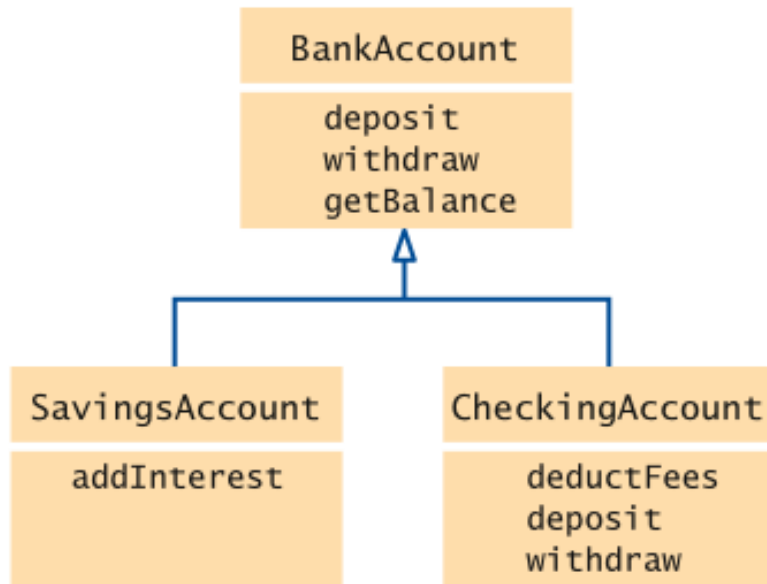 BankAccount
deposit
withdraw
getBalance
SavingsAccount
addInterest
CheckingAccount
deductFees
deposit
withdraw